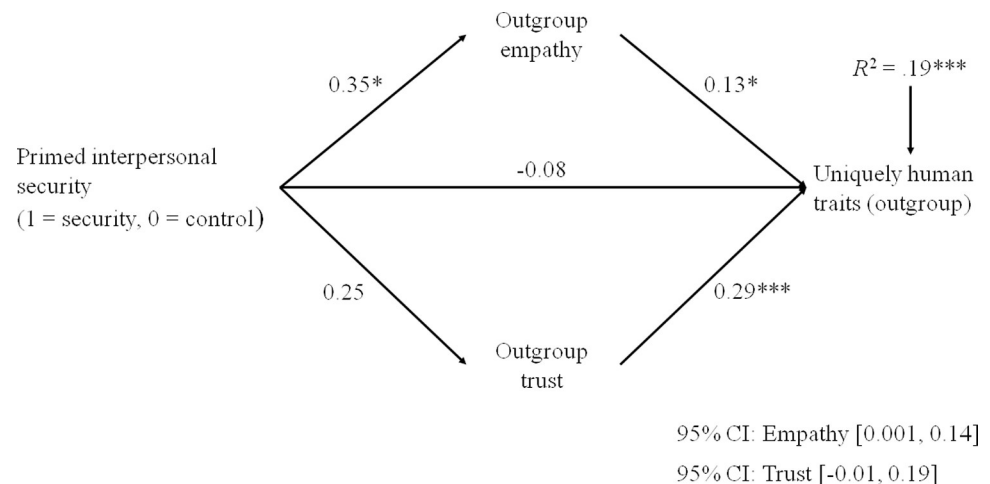 Outgroup
empathy
R² = .19***
0.35*
0.13*
Primed interpersonal
security
(1 = security, 0 = control)
-0.08
Uniquely human
traits (outgroup)
0.25
0.29***
Outgroup
trust
95% CI: Empathy [0.001, 0.14]
95% CI: Trust [-0.01, 0.19]